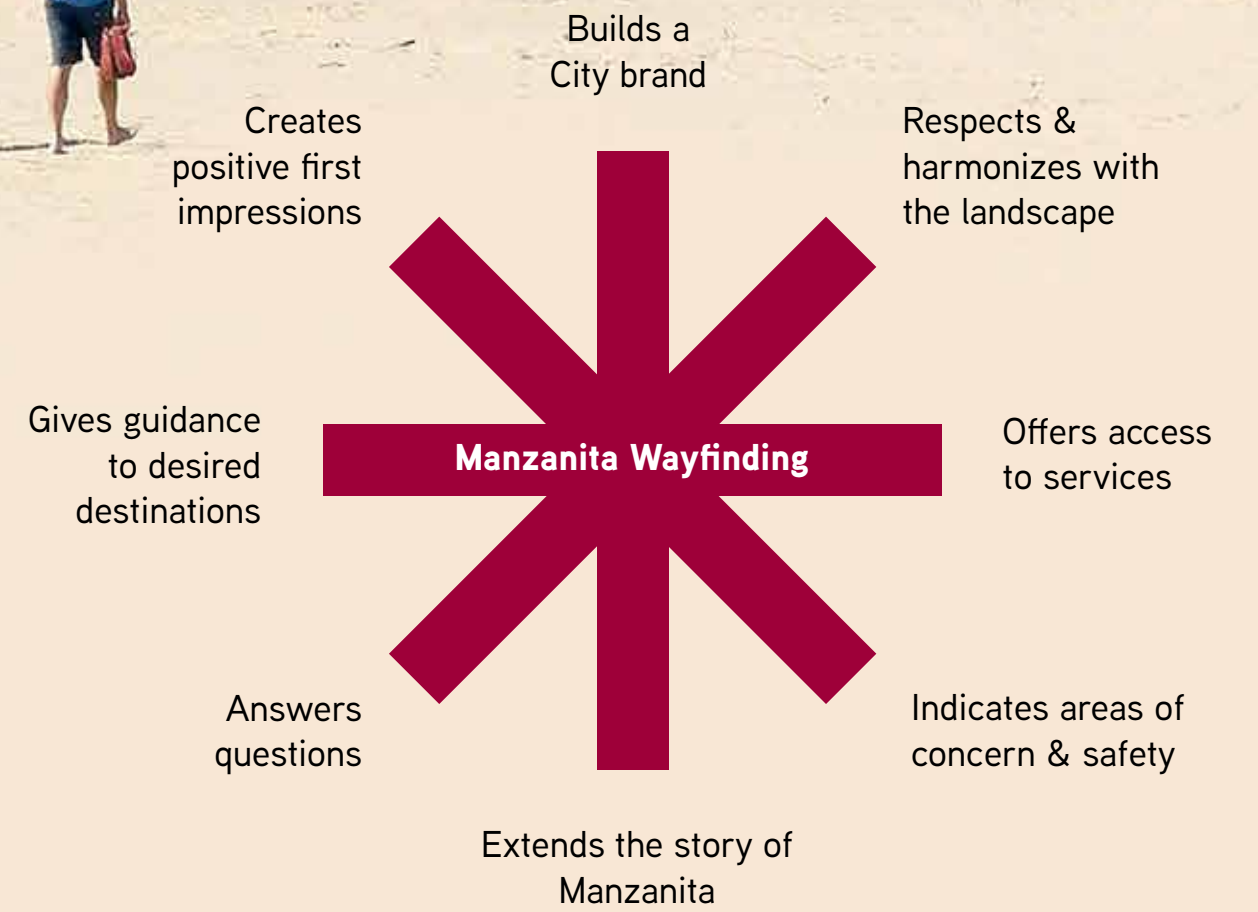 Builds a
City brand
Respects &
harmonizes with
the landscape
Offers access
to services
Indicates areas of
concern & safety
Extends the story of
Manzanita
Answers
questions
Gives guidance
to desired
destinations
Creates
positive first
impressions
Manzanita Wayfinding